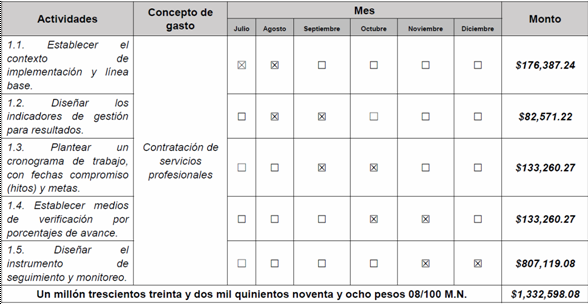 Actividades
Concepto de gasto
Mes
Monto
Julio Agosto Septiembre Octubre Noviembre Diciembre
1.1. Establecer el
contexto de
implementación y línea
base.
☒ ☒ ☐ ☐ ☐ ☐
$176,387.24
1.2. Diseñar los
indicadores de gestión
para resultados.
☐ ☒ ☒ ☐ ☐ ☐
$82,571.22
1.3. Plantear un
cronograma de trabajo,
con fechas compromiso
(hitos) y metas.
Contratación de
servicios
profesionales
☐ ☐ ☒ ☒ ☐ ☐
$133,260.27
1.4. Establecer medios
de verificación por
porcentajes de avance.
☐ ☐ ☐ ☒ ☒ ☐
$133,260.27
1.5. Diseñar el
instrumento de
seguimiento y monitoreo.
☐ ☐ ☐ ☐ ☒ ☒
$807,119.08
Un millón trescientos treinta y dos mil quinientos noventa y ocho pesos 08/100 M.N.
$1,332,598.08